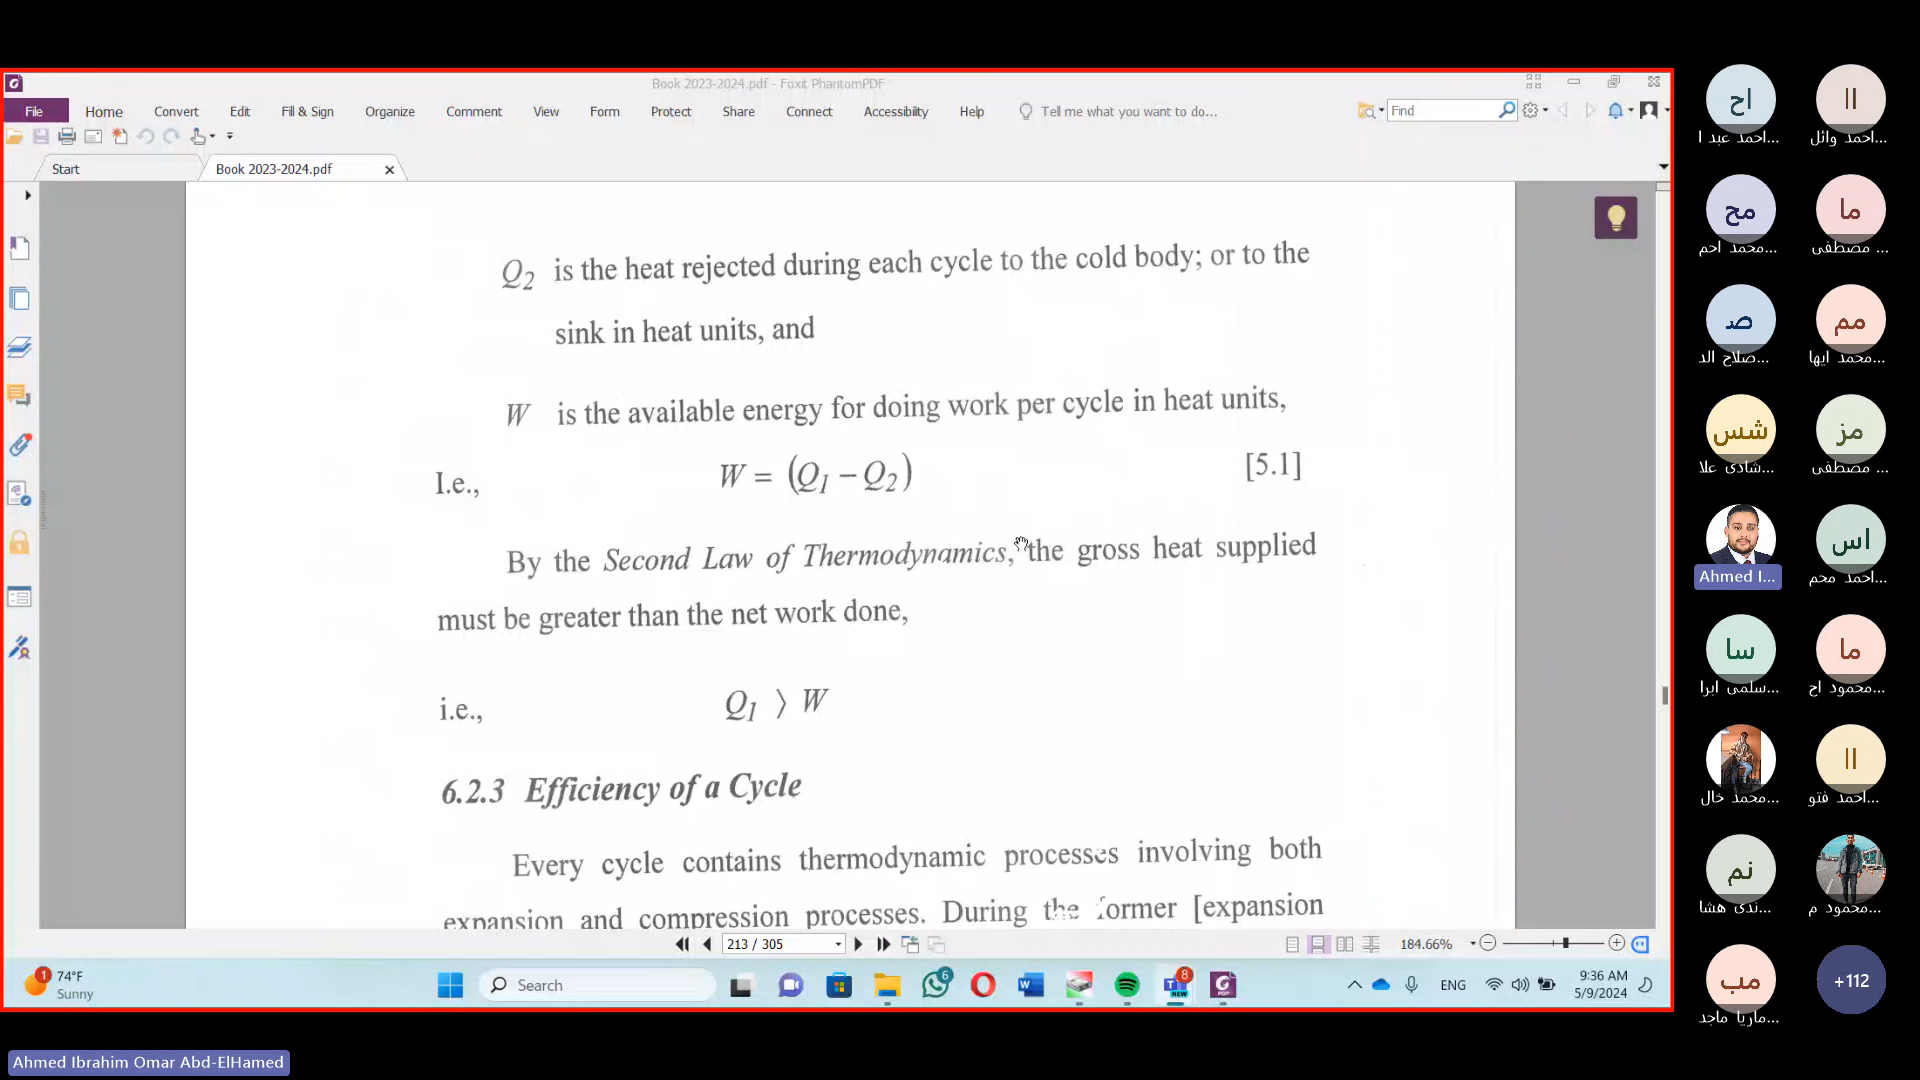 Book 2023-2024.pdf - Foxit PhantomPDF
File Home Convert Edit Fill & Sign Organize Comment View Form Protect Share Connect Accessibility Help Tell me what you want to do... Find
Start Book 2023-2024.pdf
Q2 is the heat rejected during each cycle to the cold body; or to the
sink in heat units, and
W is the available energy for doing work per cycle in heat units,
I.e., W = (Q1 – Q2) [5.1]
By the Second Law of Thermodynamics, the gross heat supplied
must be greater than the net work done,
i.e., Q1 〉 W
6.2.3 Efficiency of a Cycle
Every cycle contains thermodynamic processes involving both
expansion and compression processes. During the former [expansion
213 / 305 184.66%
1 74°F
Sunny
Search
6
8
NEW
ENG
9:36 AM
5/9/2024
اح
احمد عبد ا...
اا
احمد وائل...
مح
محمد احم...
ما
مصطفى ...
صا
صلاح الد...
مم
محمد ايها...
شس
شادى علا...
مز
مصطفى ...
Ahmed I...
اس
احمد محم...
سا
سلمى ابرا...
ما
محمود اح...
محمد خال...
اا
احمد فتو...
نم
ندى هشا...
محمود م...
مب
ماريا ماجد...
+112
Ahmed Ibrahim Omar Abd-ElHamed